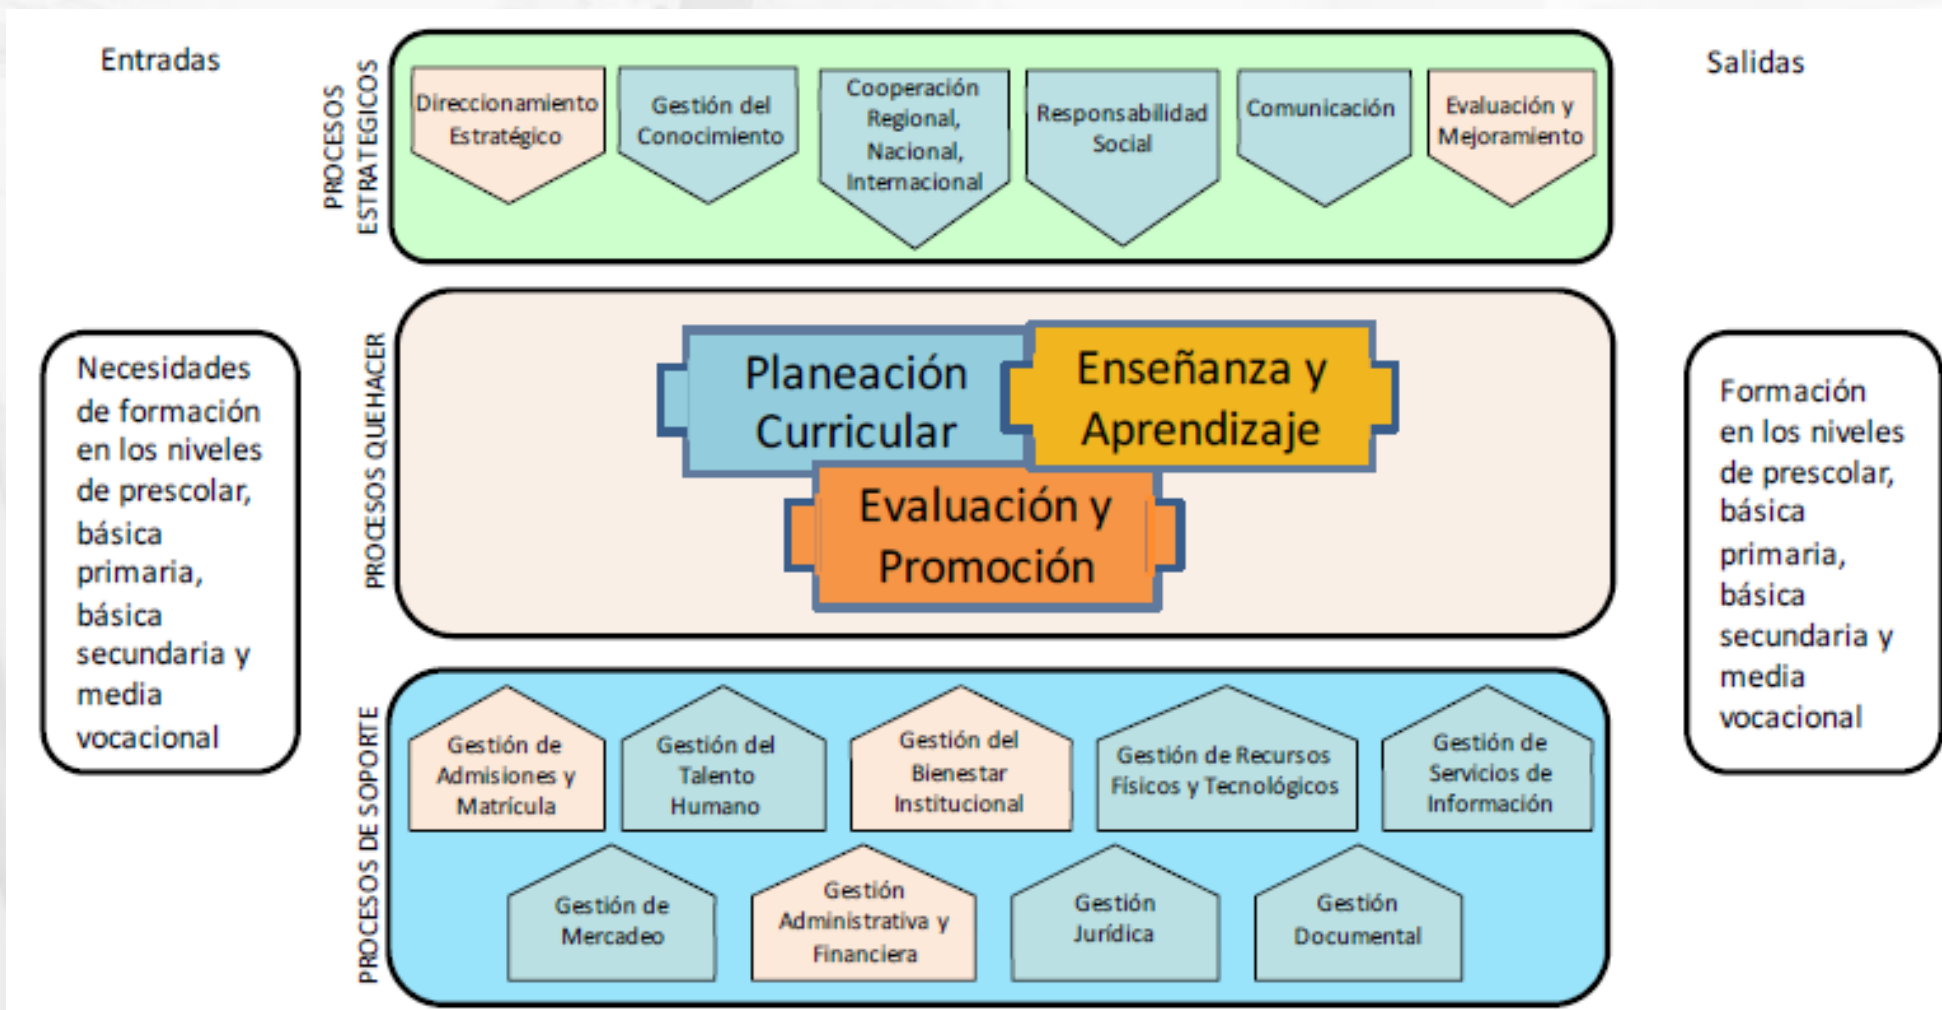 Entradas
Salidas
PROCESOS
ESTRATEGICOS
Direccionamiento
Estratégico
Gestión del
Conocimiento
Cooperación
Regional,
Nacional,
Internacional
Responsabilidad
Social
Comunicación
Evaluación y
Mejoramiento
Necesidades
de formación
en los niveles
de prescolar,
básica
primaria,
básica
secundaria y
media
vocacional
PROCESOS QUEHACER
Planeación
Curricular
Enseñanza y
Aprendizaje
Evaluación y
Promoción
Formación
en los niveles
de prescolar,
básica
primaria,
básica
secundaria y
media
vocacional
PROCESOS DE SOPORTE
Gestión de
Admisiones y
Matrícula
Gestión del
Talento
Humano
Gestión del
Bienestar
Institucional
Gestión de Recursos
Físicos y Tecnológicos
Gestión de
Servicios de
Información
Gestión de
Mercadeo
Gestión
Administrativa y
Financiera
Gestión
Jurídica
Gestión
Documental